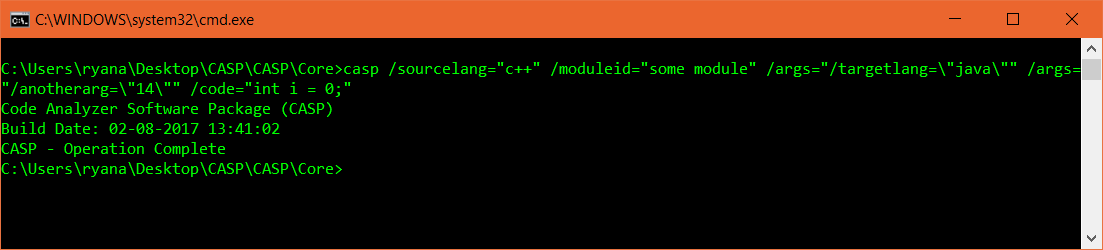 C:\WINDOWS\system32\cmd.exe
C:\Users\ryana\Desktop\CASP\CASP\Core>casp /sourcelang="c++" /moduleid="some module" /args="/targetlang=\"java\"" /args=
"/anotherarg=\"14\"" /code="int i = 0;"
Code Analyzer Software Package (CASP)
Build Date: 02-08-2017 13:41:02
CASP - Operation Complete
C:\Users\ryana\Desktop\CASP\CASP\Core>